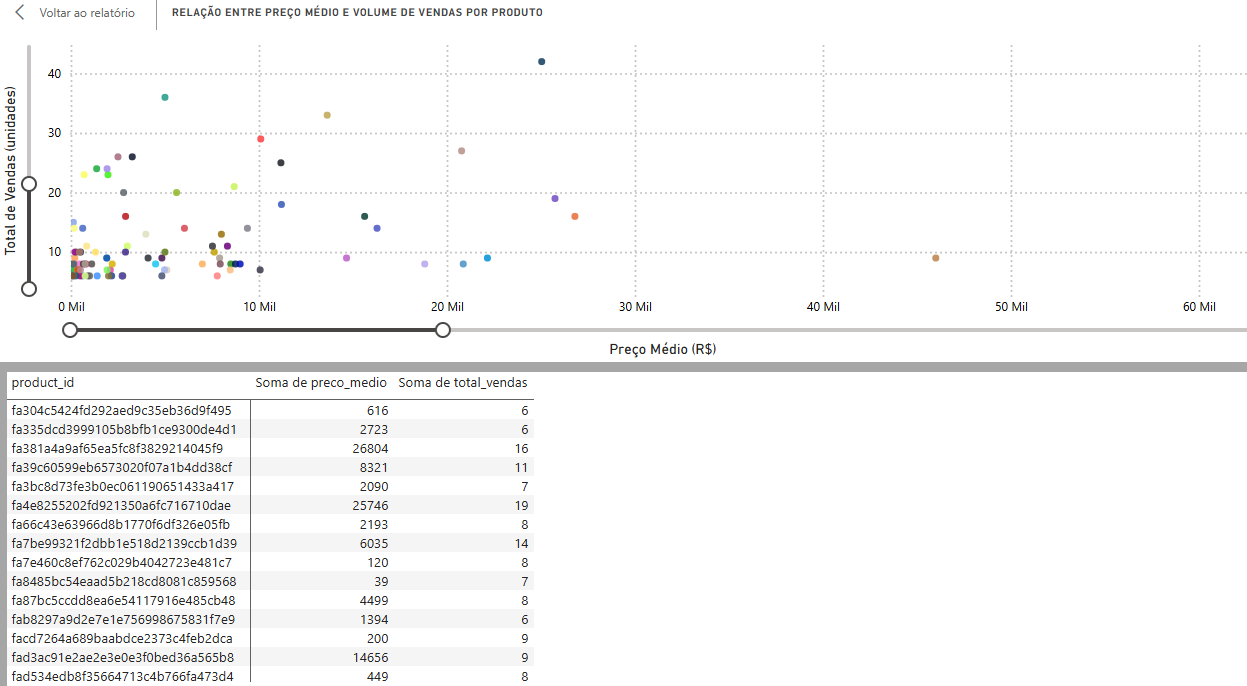 Voltar ao relatório
RELAÇÃO ENTRE PREÇO MÉDIO E VOLUME DE VENDAS POR PRODUTO
Total de Vendas (unidades)
40
30
20
10
0 Mil 10 Mil 20 Mil 30 Mil 40 Mil 50 Mil 60 Mil
Preço Médio (R$)
product_id Soma de preco_medio Soma de total_vendas
fa304c5424fd292aed9c35eb36d9f495 616 6
fa335dcd3999105b8bfb1ce9300de4d1 2723 6
fa381a4a9af65ea5fc8f3829214045f9 26804 16
fa39c60599eb6573020f07a1b4dd38cf 8321 11
fa3bc8d73fe3b0ec061190651433a417 2090 7
fa4e8255202fd921350a6fc716710dae 25746 19
fa66c43e63966d8b1770f6df326e05fb 2193 8
fa7be99321f2dbb1e518d2139ccb1d39 6035 14
fa7e460c8ef762c029b4042723e481c7 120 8
fa8485bc54eaad5b218cd8081c859568 39 7
fa87bc5ccdd8ea6e54117916e485cb48 4499 8
fab8297a9d2e7e1e756998675831f7e9 1394 6
facd7264a689baabdce2373c4feb2dca 200 9
fad3ac91e2ae2e3e0e3f0bed36a565b8 14656 9
fad534edb8f35664713c4b766fa473d4 449 8